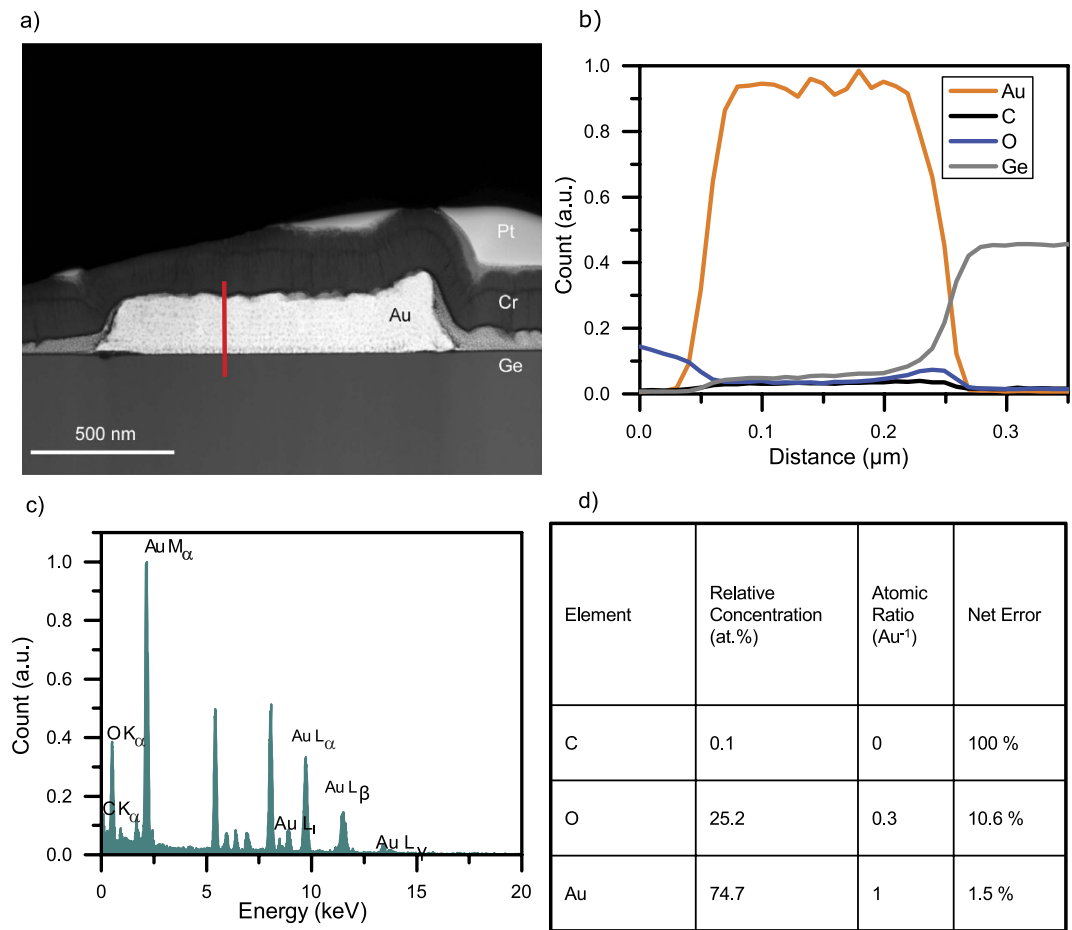 a)
Pt
Cr
Au
Ge
500 nm
b)
1.0
0.8
0.6
0.4
0.2
0.0
Count (a.u.)
Au
C
O
Ge
0.0 0.1 0.2 0.3
Distance (µm)
c)
1.0
0.8
0.6
0.4
0.2
0.0
Count (a.u.)
Au Mα
O Kα
C Kα
Au Lα
Au Lβ
Au Lι
Au Lγ
0 5 10 15 20
Energy (keV)
d)
Element
Relative
Concentration
(at.%)
Atomic
Ratio
(Au⁻¹)
Net Error
C 0.1 0 100 %
O 25.2 0.3 10.6 %
Au 74.7 1 1.5 %